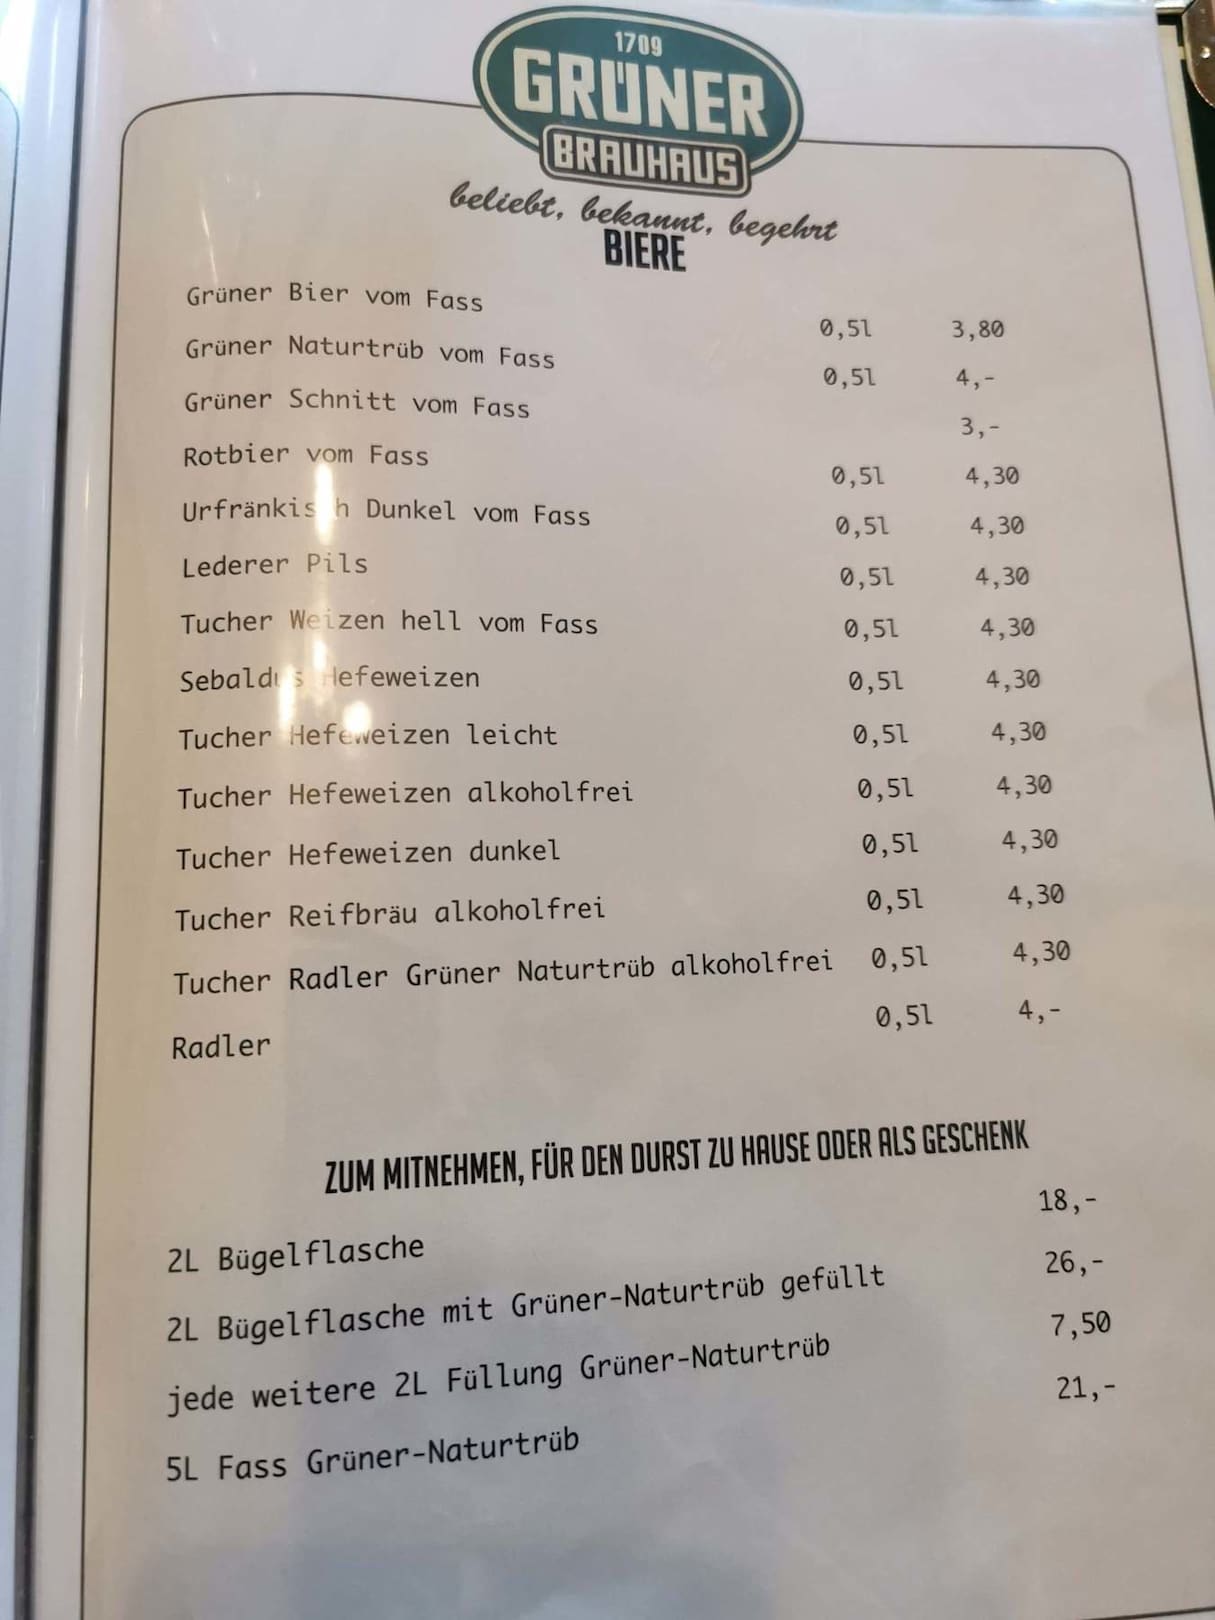 1709
GRÜNER
BRAUHAUS
beliebt, bekannt, begehrt
BIERE
Grüner Bier vom Fass 0,5l 3,80
Grüner Naturtrüb vom Fass 0,5l 4,-
Grüner Schnitt vom Fass 3,-
Rotbier vom Fass 0,5l 4,30
Urfränkisch Dunkel vom Fass 0,5l 4,30
Lederer Pils 0,5l 4,30
Tucher Weizen hell vom Fass 0,5l 4,30
Sebaldus Hefeweizen 0,5l 4,30
Tucher Hefeweizen leicht 0,5l 4,30
Tucher Hefeweizen alkoholfrei 0,5l 4,30
Tucher Hefeweizen dunkel 0,5l 4,30
Tucher Reifbräu alkoholfrei 0,5l 4,30
Tucher Radler Grüner Naturtrüb alkoholfrei 0,5l 4,30
Radler 0,5l 4,-
ZUM MITNEHMEN, FÜR DEN DURST ZU HAUSE ODER ALS GESCHENK
2L Bügelflasche 18,-
2L Bügelflasche mit Grüner-Naturtrüb gefüllt 26,-
jede weitere 2L Füllung Grüner-Naturtrüb 7,50
5L Fass Grüner-Naturtrüb 21,-